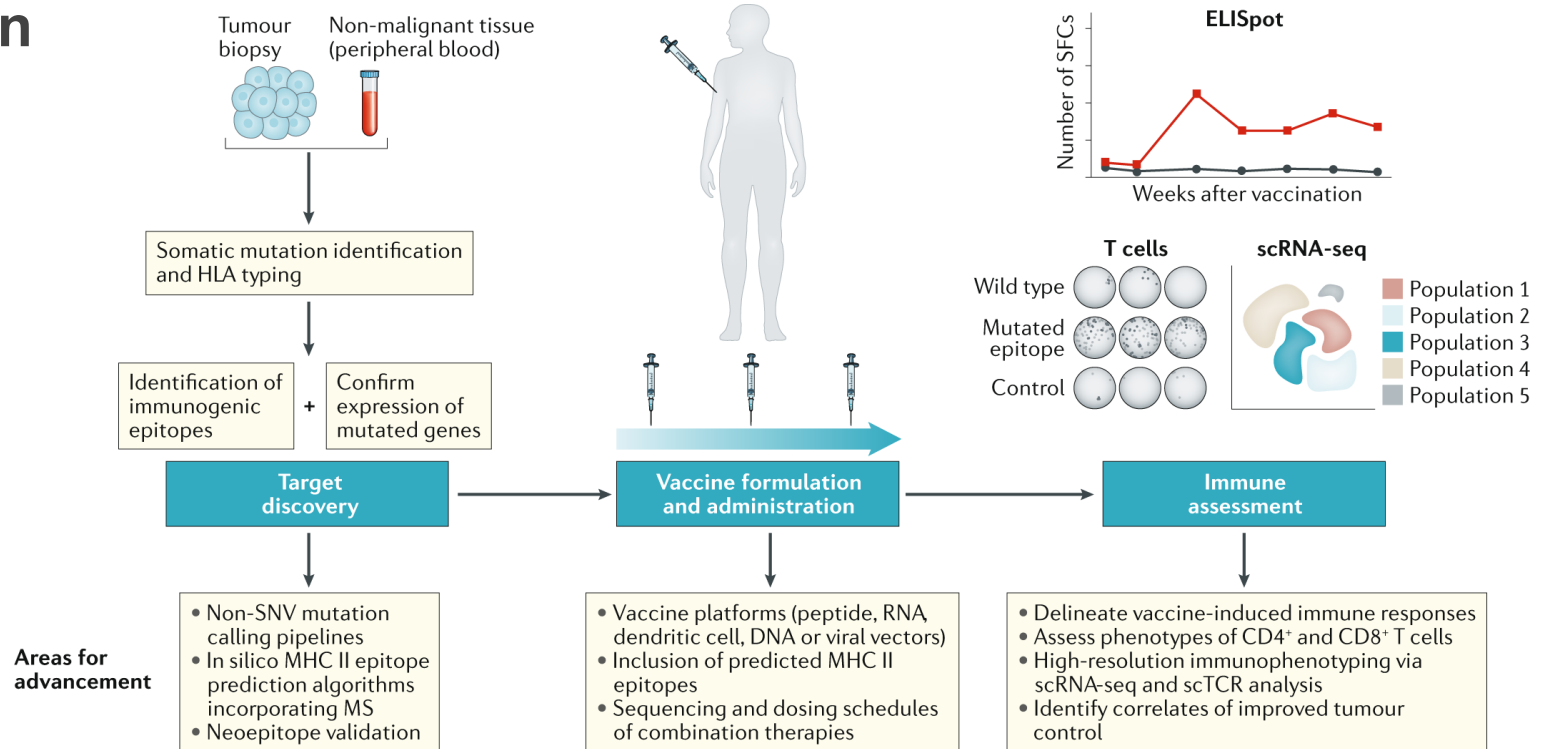 n
Tumour
biopsy
Non-malignant tissue
(peripheral blood)
Somatic mutation identification
and HLA typing
Identification of
immunogenic
epitopes
+
Confirm
expression of
mutated genes
Target
discovery
Vaccine formulation
and administration
Immune
assessment
ELISpot
Number of SFCs
Weeks after vaccination
T cells
Wild type
Mutated
epitope
Control
scRNA-seq
Population 1
Population 2
Population 3
Population 4
Population 5
Areas for
advancement
• Non-SNV mutation
calling pipelines
• In silico MHC II epitope
prediction algorithms
incorporating MS
• Neoepitope validation
• Vaccine platforms (peptide, RNA,
dendritic cell, DNA or viral vectors)
• Inclusion of predicted MHC II
epitopes
• Sequencing and dosing schedules
of combination therapies
• Delineate vaccine-induced immune responses
• Assess phenotypes of CD4⁺ and CD8⁺ T cells
• High-resolution immunophenotyping via
scRNA-seq and scTCR analysis
• Identify correlates of improved tumour
control